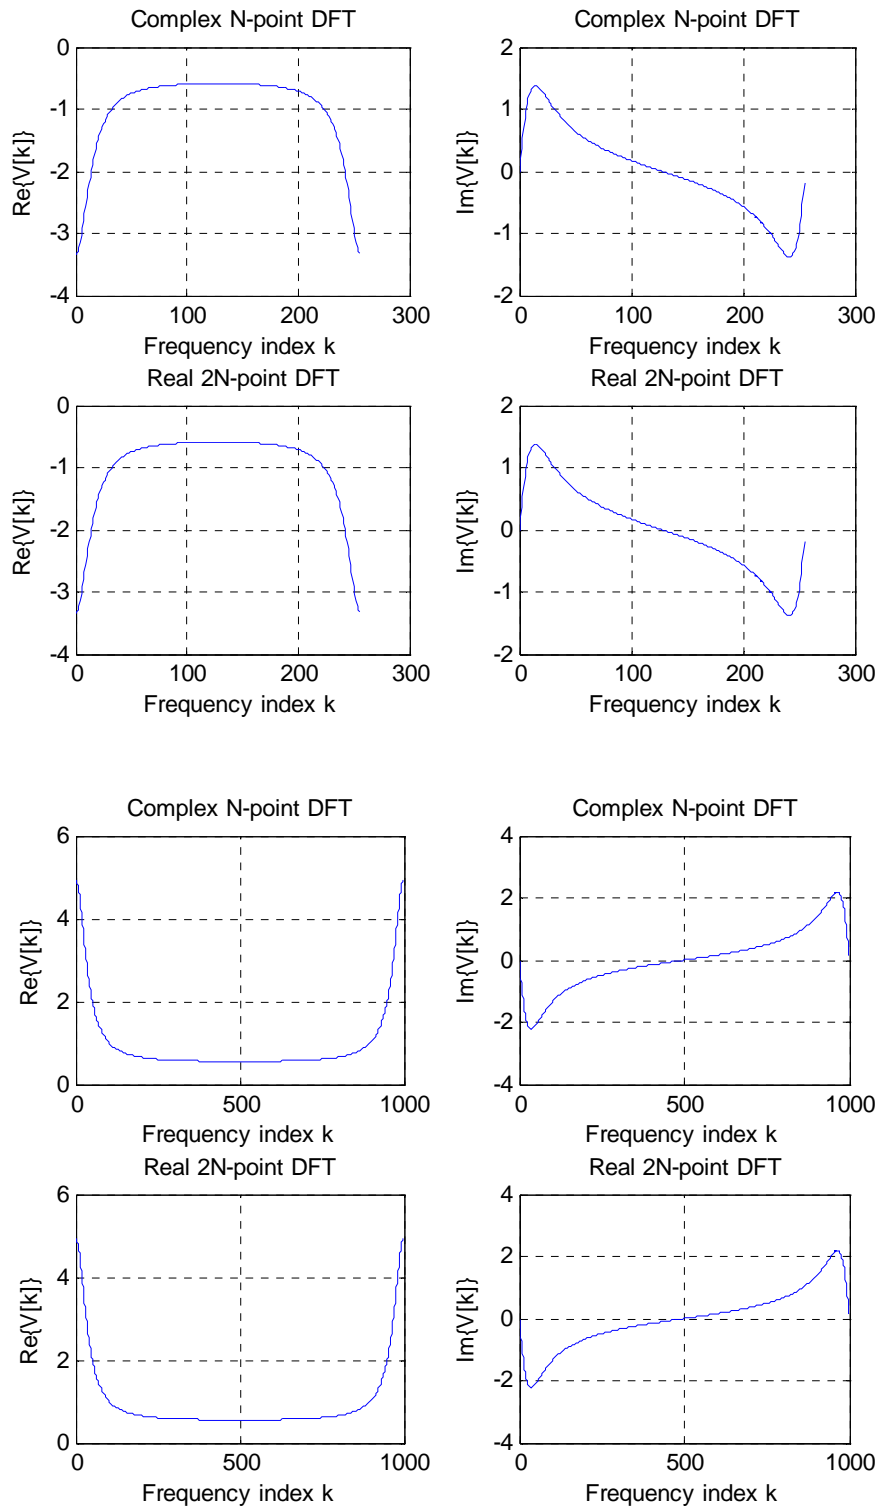 Complex N-point DFT
0
-1
-2
-3
-4
Re{V[k]}
0 100 200 300
Frequency index k
Complex N-point DFT
2
1
0
-1
-2
Im{V[k]}
0 100 200 300
Frequency index k
Real 2N-point DFT
0
-1
-2
-3
-4
Re{V[k]}
0 100 200 300
Frequency index k
Real 2N-point DFT
2
1
0
-1
-2
Im{V[k]}
0 100 200 300
Frequency index k
Complex N-point DFT
6
4
2
0
Re{V[k]}
0 500 1000
Frequency index k
Complex N-point DFT
4
2
0
-2
-4
Im{V[k]}
0 500 1000
Frequency index k
Real 2N-point DFT
6
4
2
0
Re{V[k]}
0 500 1000
Frequency index k
Real 2N-point DFT
4
2
0
-2
-4
Im{V[k]}
0 500 1000
Frequency index k